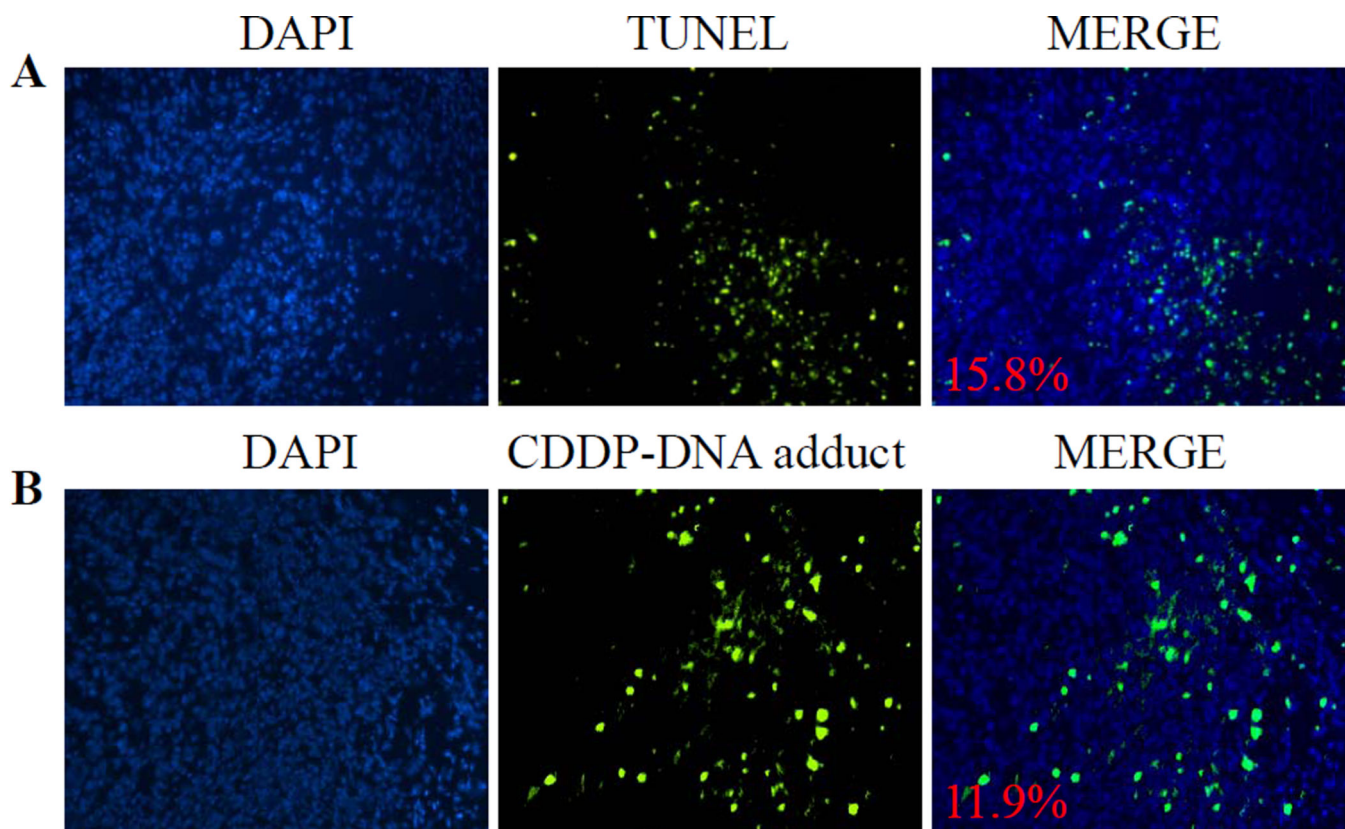 DAPI TUNEL MERGE
A
15.8%
DAPI CDDP-DNA adduct MERGE
B
11.9%